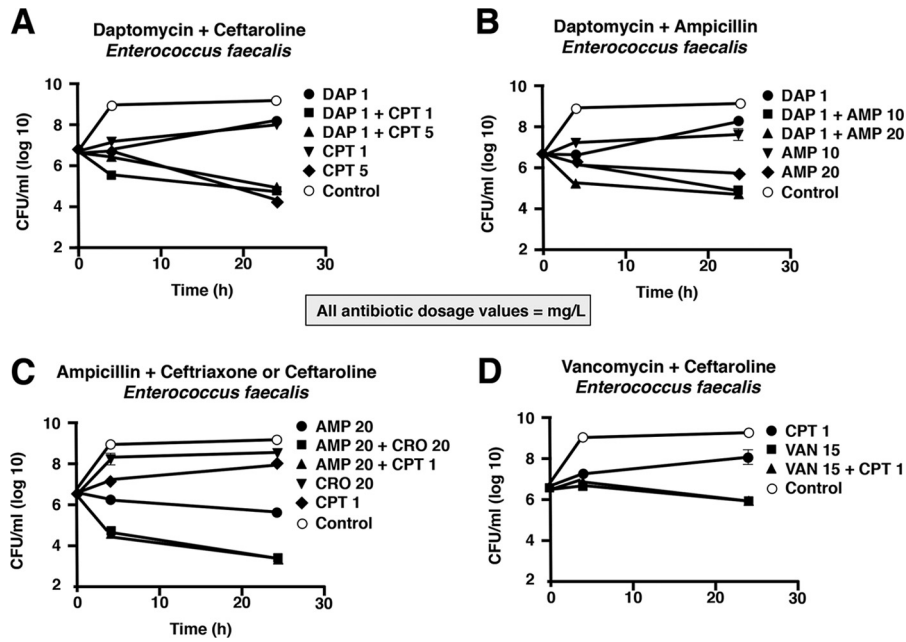 A
Daptomycin + Ceftaroline
Enterococcus faecalis
CFU/ml (log 10)
10
8
6
4
2
0
10
20
30
Time (h)
DAP 1
DAP 1 + CPT 1
DAP 1 + CPT 5
CPT 1
CPT 5
Control
B
Daptomycin + Ampicillin
Enterococcus faecalis
CFU/ml (log 10)
10
8
6
4
2
0
10
20
30
Time (h)
DAP 1
DAP 1 + AMP 10
DAP 1 + AMP 20
AMP 10
AMP 20
Control
All antibiotic dosage values = mg/L
C
Ampicillin + Ceftriaxone or Ceftaroline
Enterococcus faecalis
CFU/ml (log 10)
10
8
6
4
2
0
10
20
30
Time (h)
AMP 20
AMP 20 + CRO 20
AMP 20 + CPT 1
CRO 20
CPT 1
Control
D
Vancomycin + Ceftaroline
Enterococcus faecalis
CFU/ml (log 10)
10
8
6
4
2
0
10
20
30
Time (h)
CPT 1
VAN 15
VAN 15 + CPT 1
Control